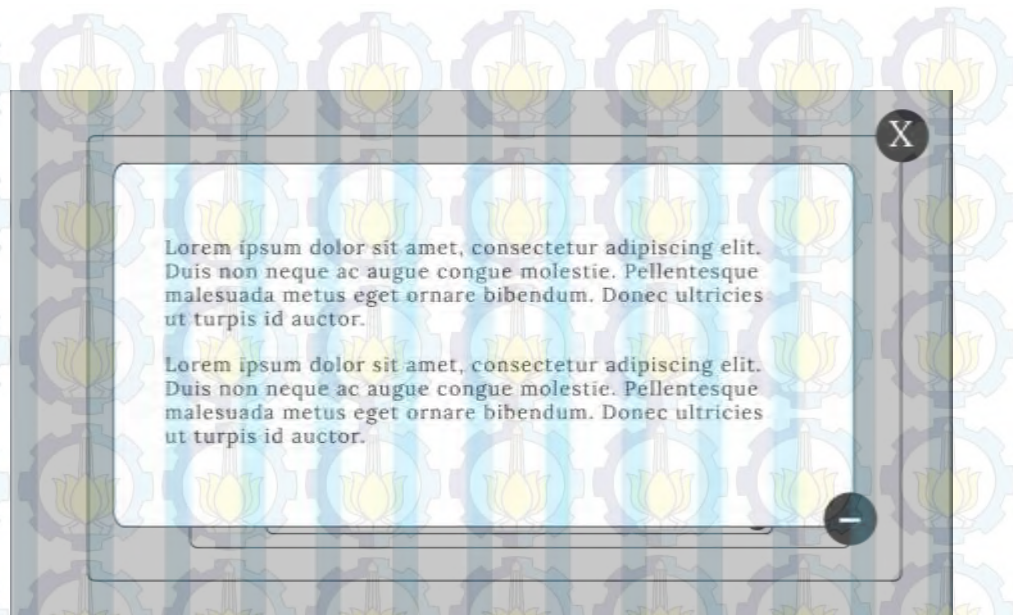 X
Lorem ipsum dolor sit amet, consectetur adipiscing elit.
Duis non neque ac augue congue molestie. Pellentesque
malesuada metus eget ornare bibendum. Donec ultricies
ut turpis id auctor.
Lorem ipsum dolor sit amet, consectetur adipiscing elit.
Duis non neque ac augue congue molestie. Pellentesque
malesuada metus eget ornare bibendum. Donec ultricies
ut turpis id auctor.